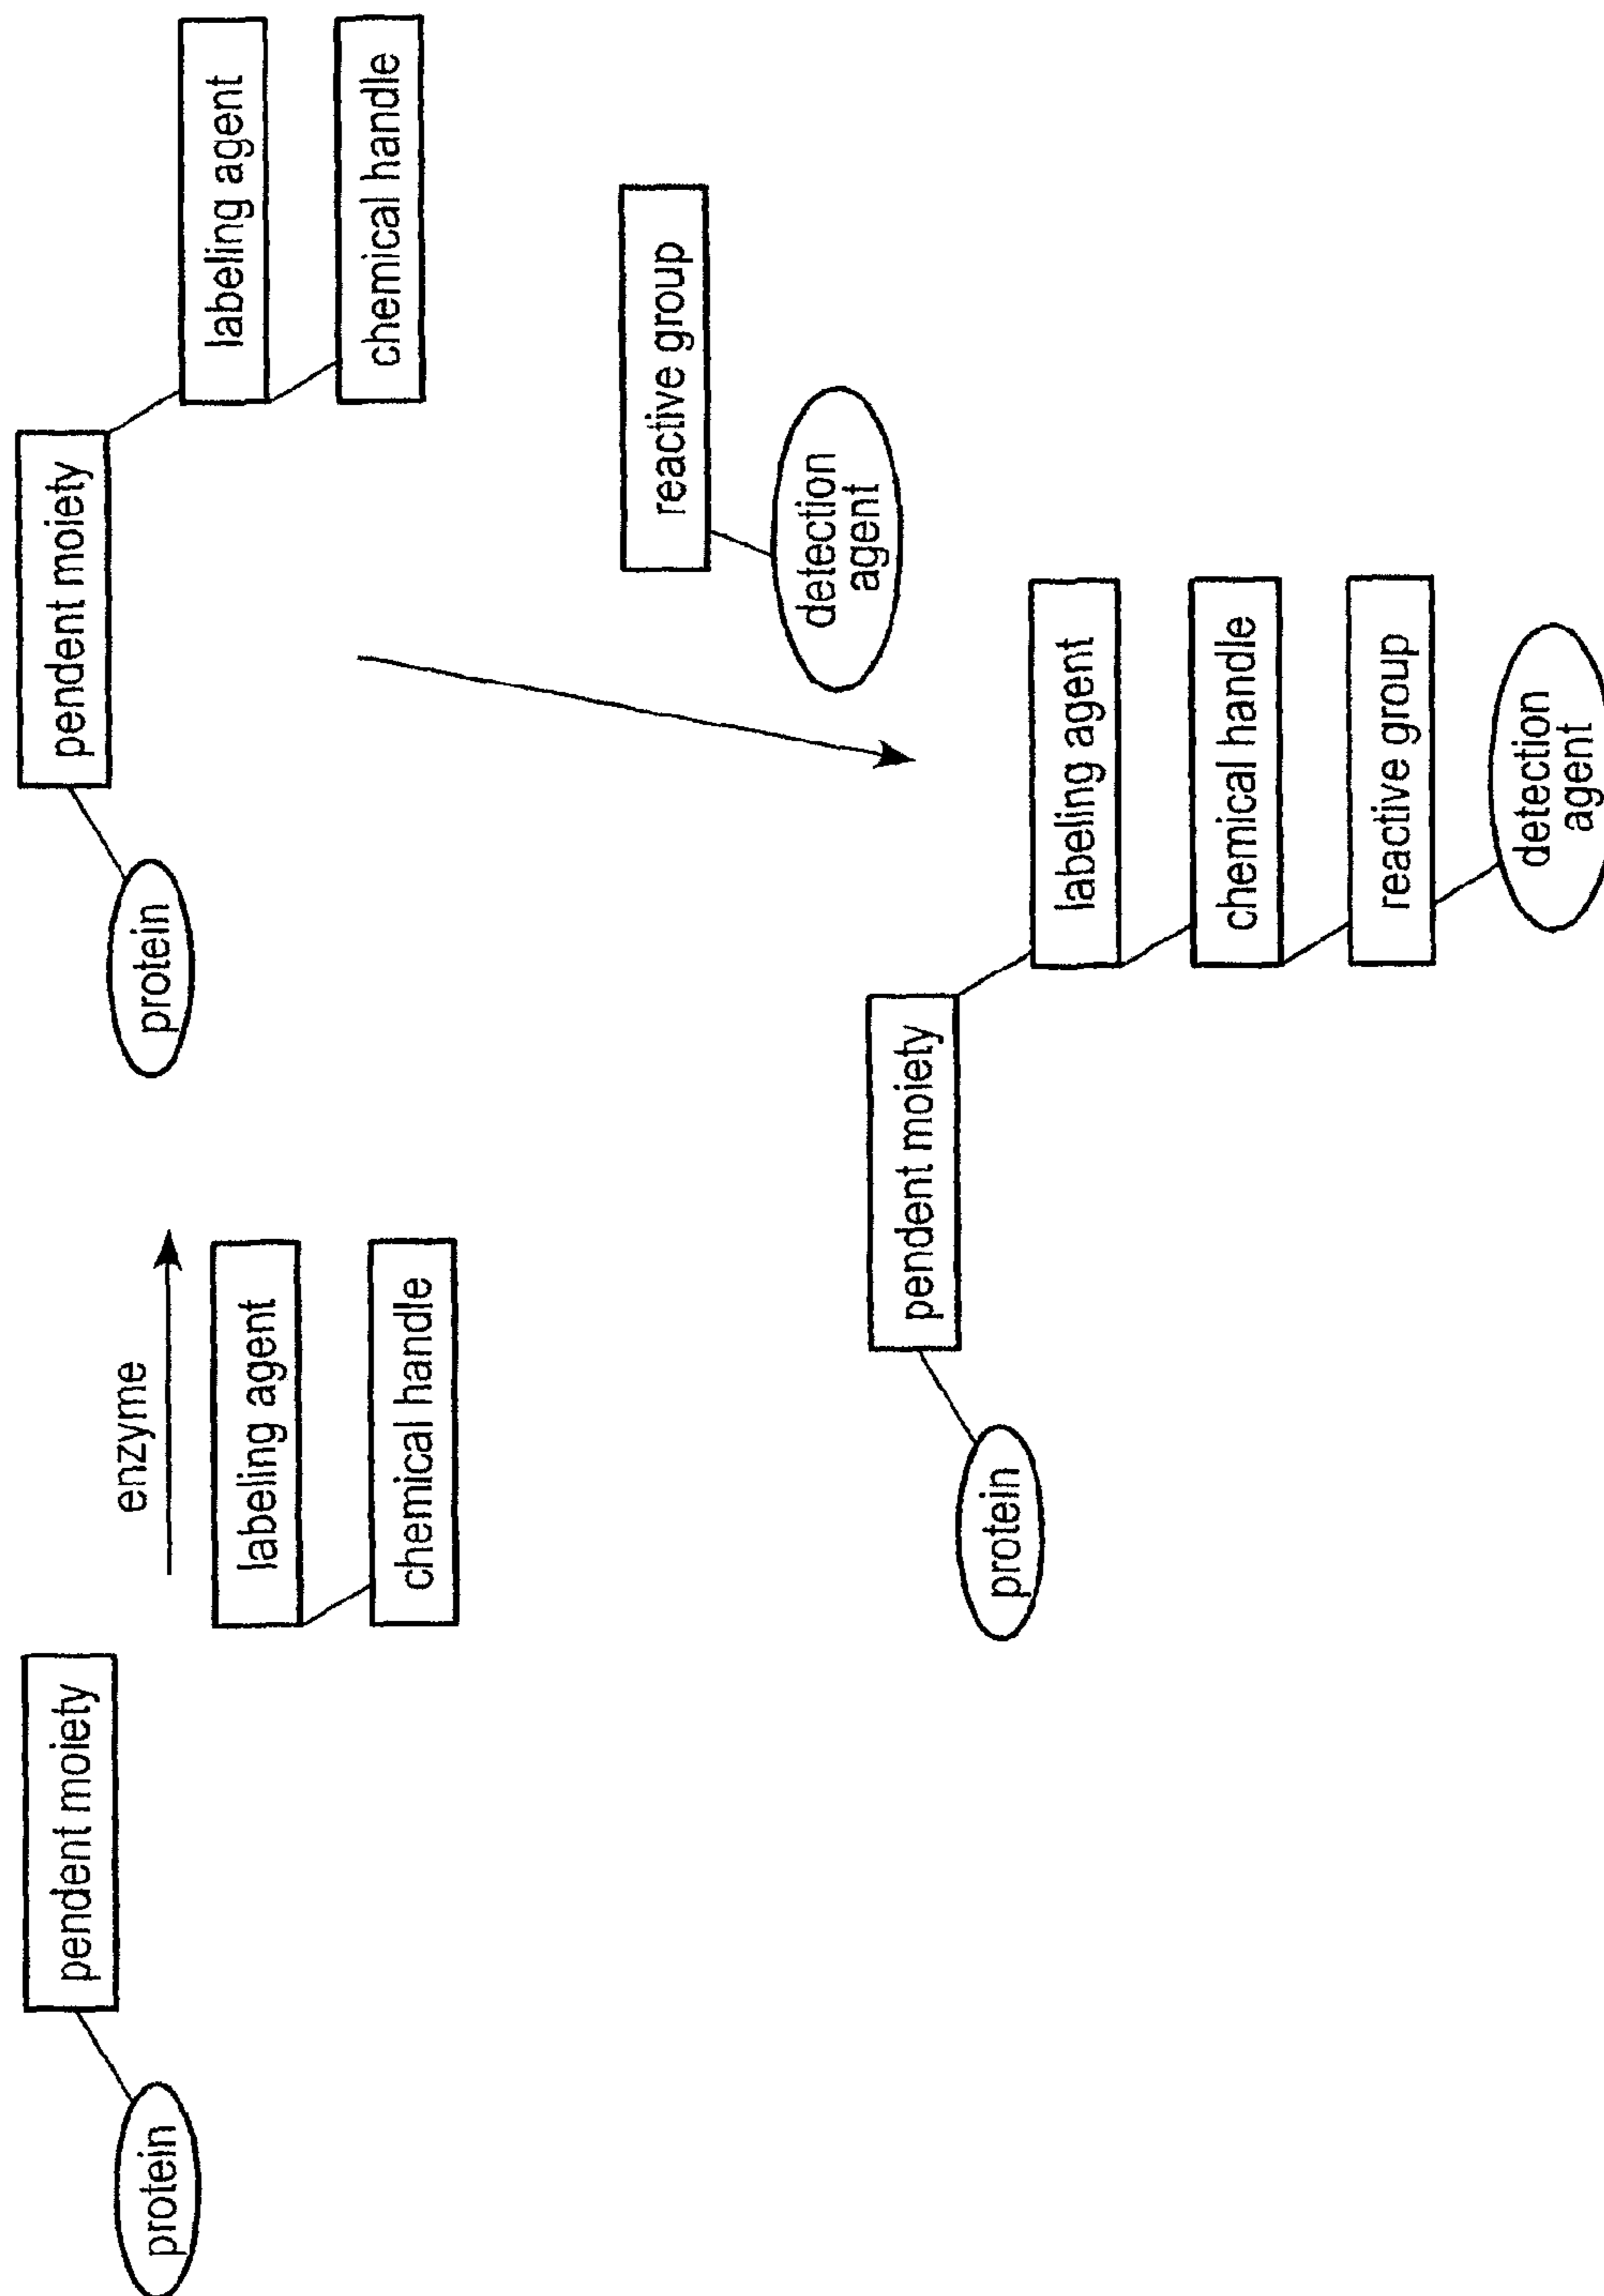 protein
pendent moiety
enzyme
labeling agent
chemical handle
protein
pendent moiety
labeling agent
chemical handle
reactive group
detection
agent
protein
pendent moiety
labeling agent
chemical handle
reactive group
detection
agent